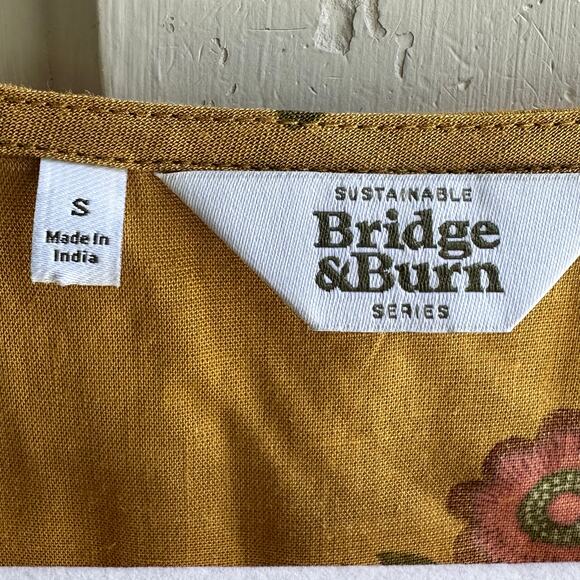 S
Made In
India
SUSTAINABLE
Bridge
&Burn
SERIES